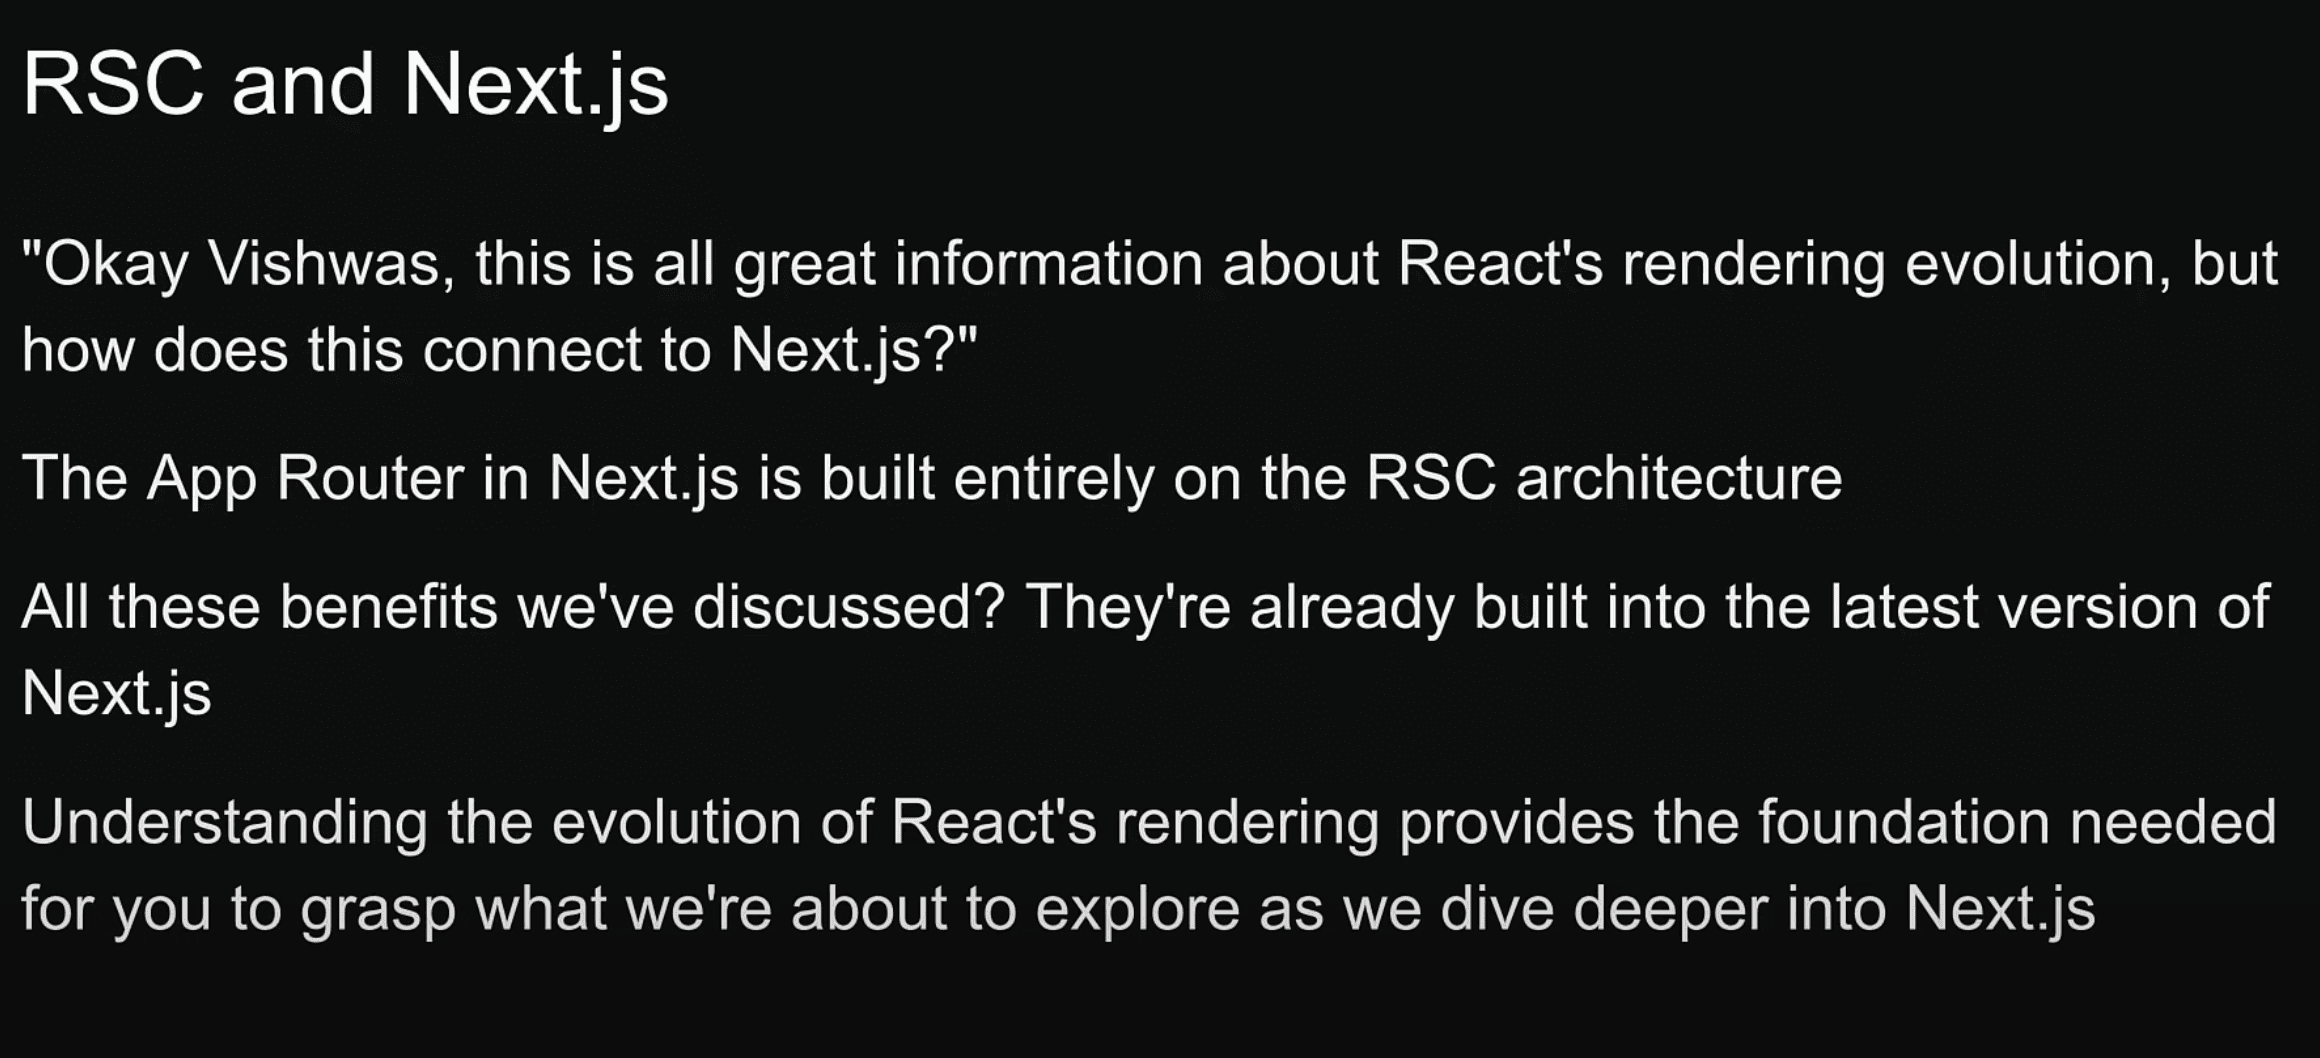 RSC and Next.js
"Okay Vishwas, this is all great information about React's rendering evolution, but
how does this connect to Next.js?"
The App Router in Next.js is built entirely on the RSC architecture
All these benefits we've discussed? They're already built into the latest version of
Next.js
Understanding the evolution of React's rendering provides the foundation needed
for you to grasp what we're about to explore as we dive deeper into Next.js